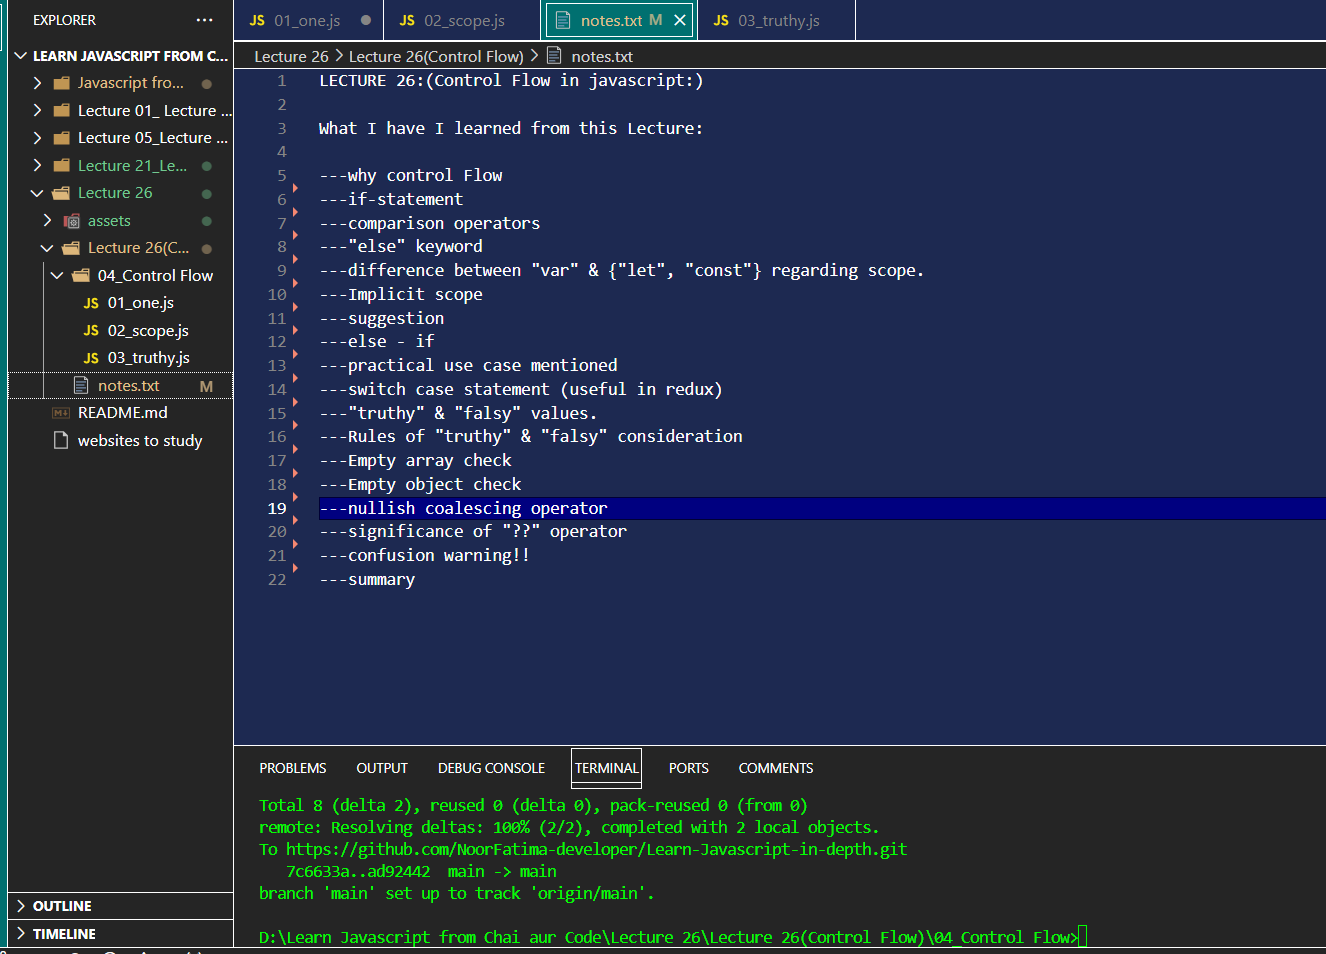 EXPLORER ...
LEARN JAVASCRIPT FROM C...
Javascript fro...
Lecture 01_ Lecture ...
Lecture 05_Lecture ...
Lecture 21_Le...
Lecture 26
assets
Lecture 26(C...
04_Control Flow
JS 01_one.js
JS 02_scope.js
JS 03_truthy.js
notes.txt M
README.md
websites to study
OUTLINE
TIMELINE
JS 01_one.js JS 02_scope.js notes.txt M JS 03_truthy.js
Lecture 26 > Lecture 26(Control Flow) > notes.txt
1 LECTURE 26:(Control Flow in javascript:)
2
3 What I have I learned from this Lecture:
4
5 ---why control Flow
6 ---if-statement
7 ---comparison operators
8 ---"else" keyword
9 ---difference between "var" & {"let", "const"} regarding scope.
10 ---Implicit scope
11 ---suggestion
12 ---else - if
13 ---practical use case mentioned
14 ---switch case statement (useful in redux)
15 ---"truthy" & "falsy" values.
16 ---Rules of "truthy" & "falsy" consideration
17 ---Empty array check
18 ---Empty object check
19 ---nullish coalescing operator
20 ---significance of "??" operator
21 ---confusion warning!!
22 ---summary
PROBLEMS OUTPUT DEBUG CONSOLE TERMINAL PORTS COMMENTS
Total 8 (delta 2), reused 0 (delta 0), pack-reused 0 (from 0)
remote: Resolving deltas: 100% (2/2), completed with 2 local objects.
To https://github.com/NoorFatima-developer/Learn-Javascript-in-depth.git
7c6633a..ad92442 main -> main
branch 'main' set up to track 'origin/main'.
D:\Learn Javascript from Chai aur Code\Lecture 26\Lecture 26(Control Flow)\04_Control Flow>